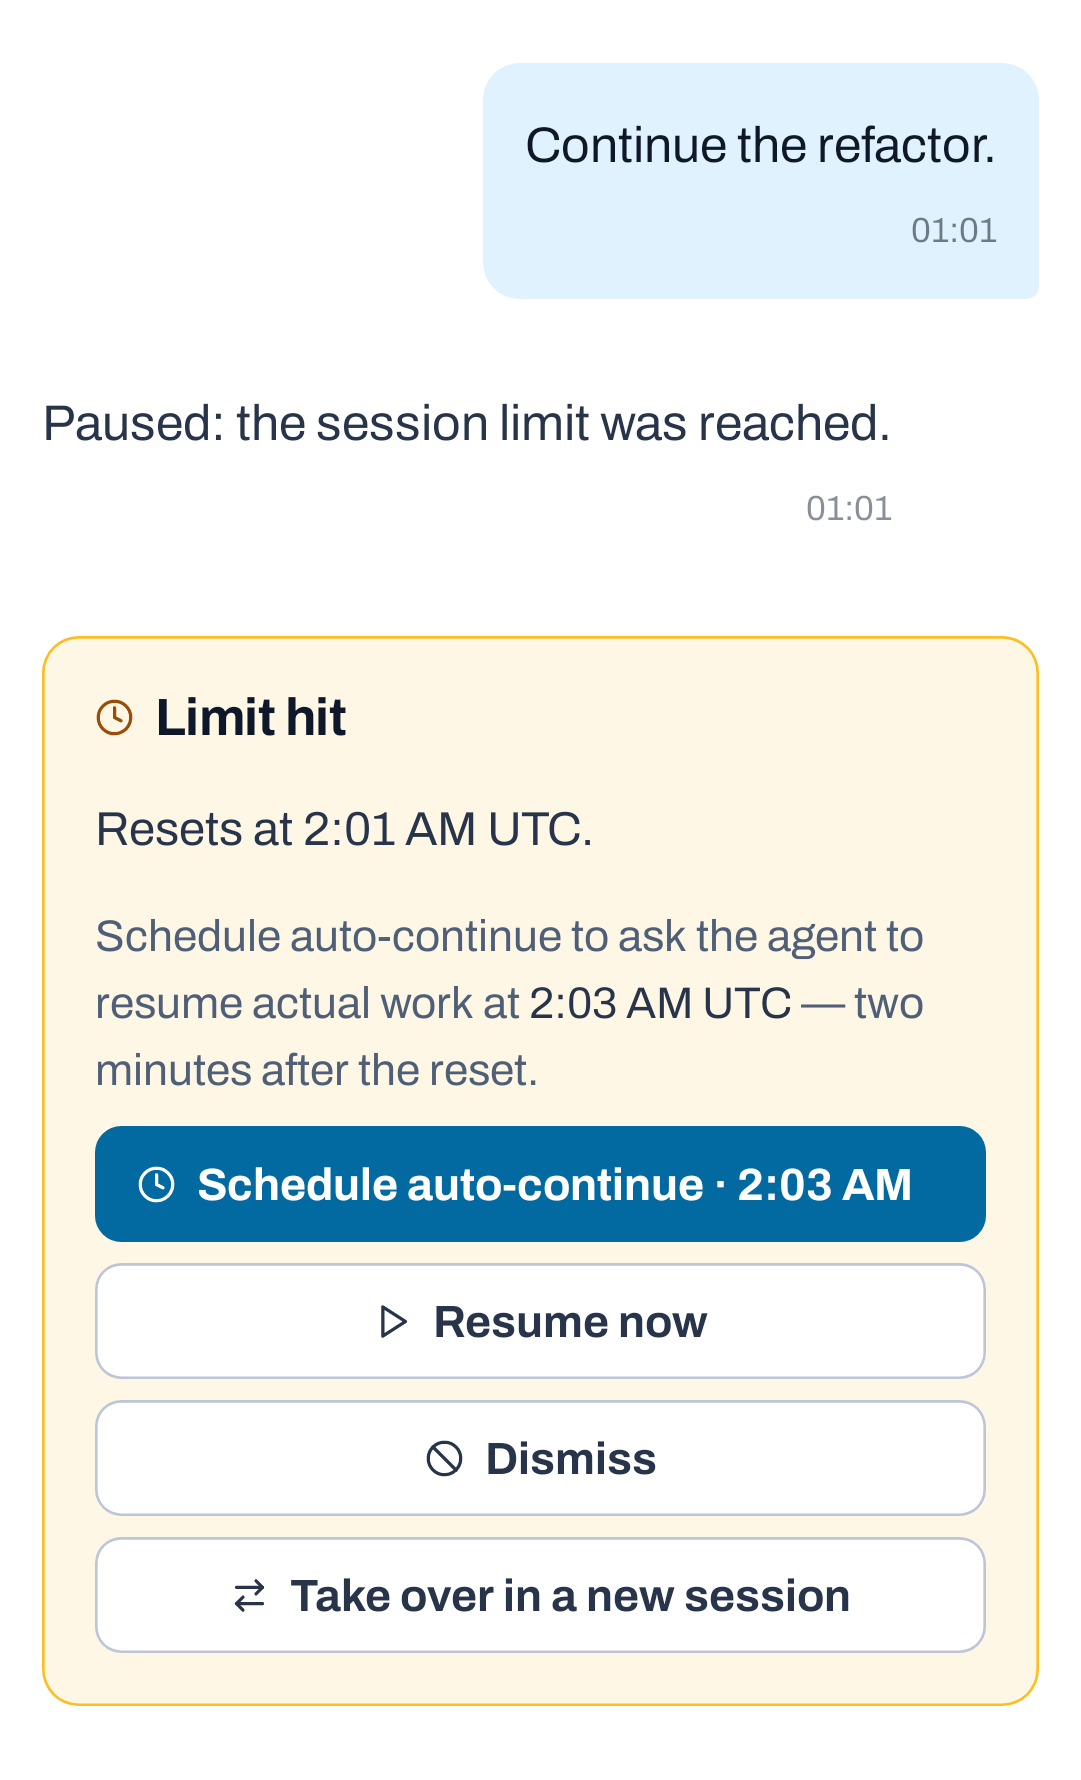 Continue the refactor.
01:01
Paused: the session limit was reached.
01:01
Limit hit
Resets at 2:01 AM UTC.
Schedule auto-continue to ask the agent to
resume actual work at 2:03 AM UTC — two
minutes after the reset.
Schedule auto-continue · 2:03 AM
Resume now
Dismiss
Take over in a new session